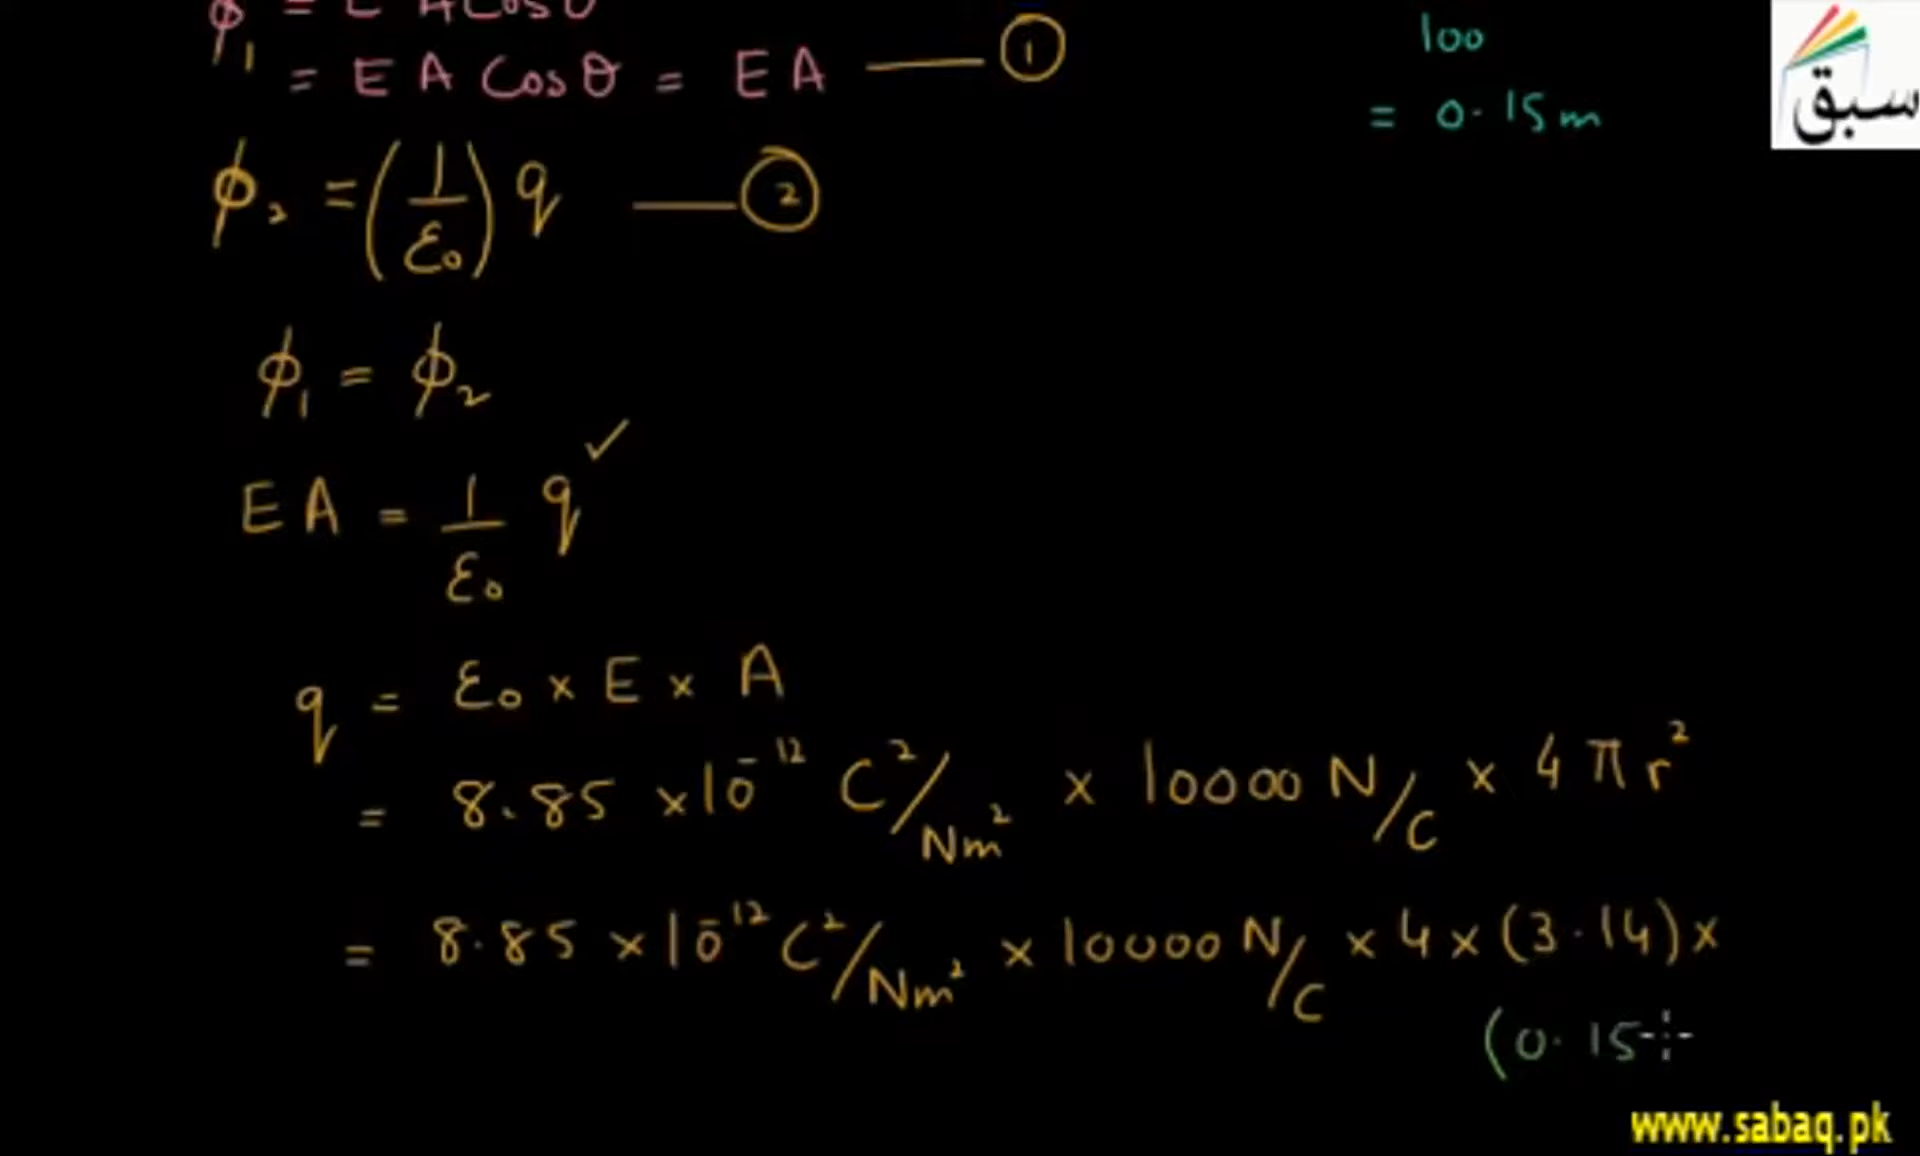 ϕ₁ = E A Cos θ
= E A Cos θ = E A —— ①
100
= 0.15 m
سبق
ϕ₂ = (1/ε₀) q —— ②
ϕ₁ = ϕ₂
E A = 1/ε₀ q ✓
q = ε₀ × E × A
= 8.85 × 10⁻¹² C²/Nm² × 10000 N/C × 4 π r²
= 8.85 × 10⁻¹² C²/Nm² × 10000 N/C × 4 × (3.14) ×
(0.15
www.sabaq.pk